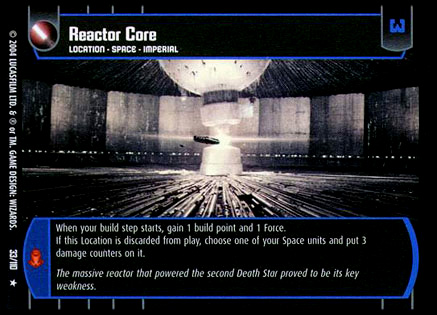 Reactor Core
LOCATION · SPACE · IMPERIAL
When your build step starts, gain 1 build point and 1 Force.
If this Location is discarded from play, choose one of your Space units and put 3
damage counters on it.
The massive reactor that powered the second Death Star proved to be its key
weakness.
© 2004 LUCASFILM LTD. & ® or TM. GAME DESIGN: WIZARDS.
37/110